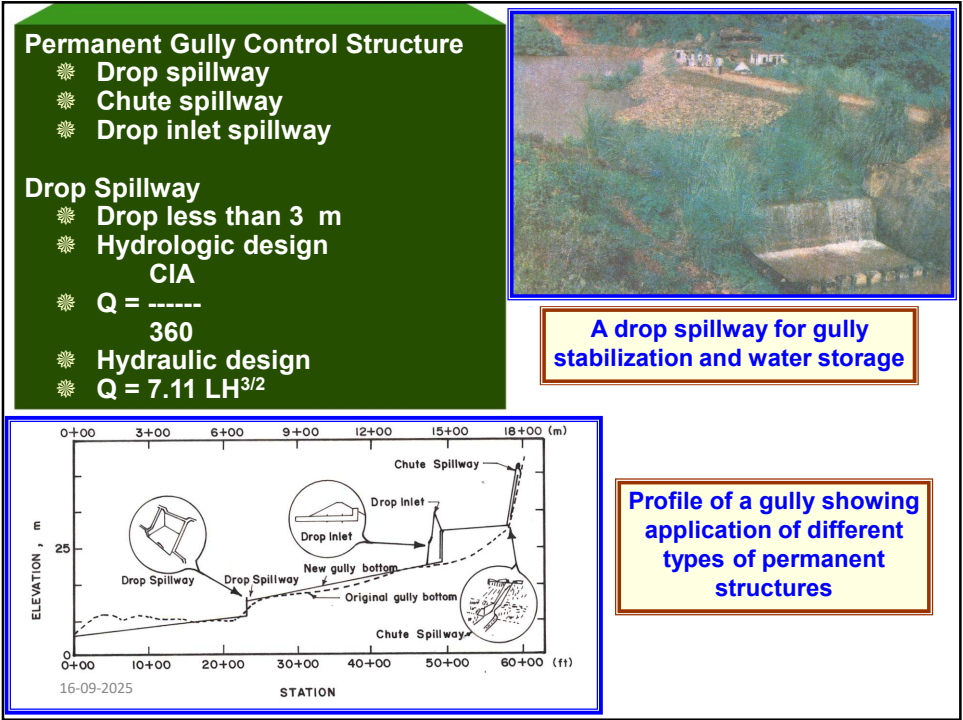 Permanent Gully Control Structure
❋ Drop spillway
❋ Chute spillway
❋ Drop inlet spillway
Drop Spillway
❋ Drop less than 3 m
❋ Hydrologic design
CIA
❋ Q = ------
360
❋ Hydraulic design
❋ Q = 7.11 LH3/2
A drop spillway for gully
stabilization and water storage
0+00 3+00 6+00 9+00 12+00 15+00 18+00 (m)
Chute Spillway
Drop Inlet
Drop Inlet
ELEVATION , m
25
New gully bottom
Drop Spillway
Drop Spillway
Original gully bottom
Chute Spillway
0
0+00 10+00 20+00 30+00 40+00 50+00 60+00 (ft)
16-09-2025
STATION
Profile of a gully showing
application of different
types of permanent
structures